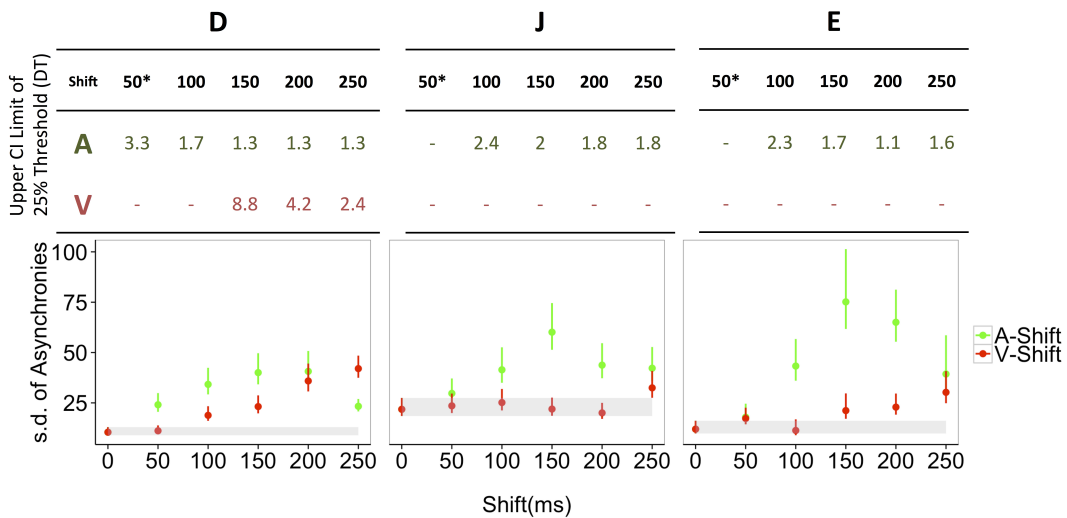 D J E
Upper CI Limit of
25% Threshold (DT)
Shift 50* 100 150 200 250 50* 100 150 200 250 50* 100 150 200 250
A 3.3 1.7 1.3 1.3 1.3 - 2.4 2 1.8 1.8 - 2.3 1.7 1.1 1.6
V - - 8.8 4.2 2.4 - - - - - - - - - -
s.d. of Asynchronies
100
75
50
25
A-Shift
V-Shift
0 50 100 150 200 250 0 50 100 150 200 250 0 50 100 150 200 250
Shift(ms)